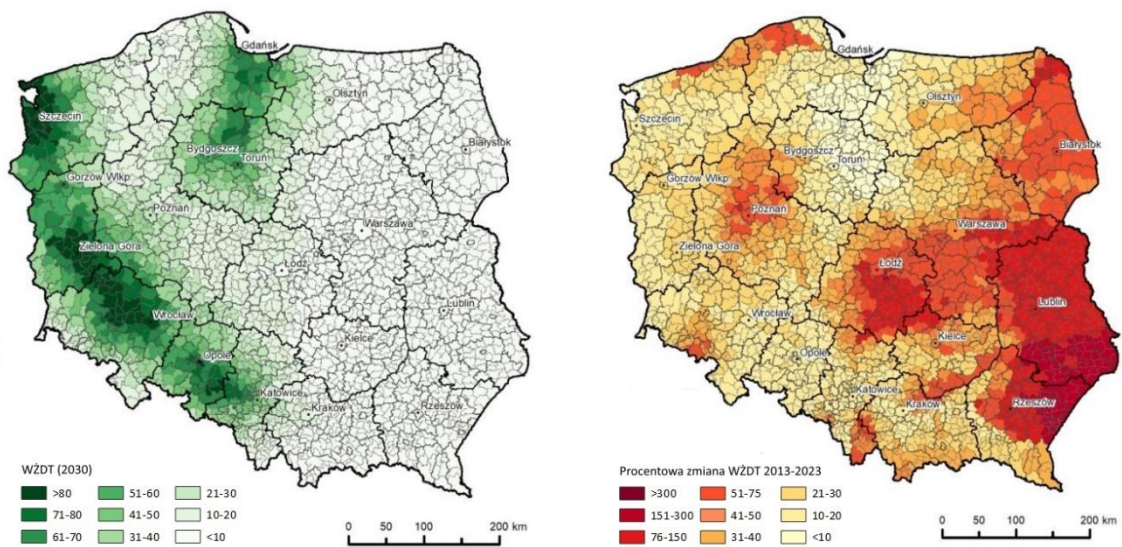 Gdańsk
Olsztyn
Szczecin
Białystok
Bydgoszcz
Toruń
Gorzów Wlkp
Poznań
Warszawa
Zielona Góra
Łódź
Wrocław
Lublin
Opole
Kielce
Katowice
Kraków
Rzeszów
WŻDT (2030)
>80 51-60 21-30
71-80 41-50 10-20
61-70 31-40 <10
0 50 100 200 km
Gdańsk
Olsztyn
Szczecin
Białystok
Bydgoszcz
Toruń
Gorzów Wlkp
Poznań
Warszawa
Zielona Góra
Łódź
Wrocław
Lublin
Opole
Kielce
Katowice
Kraków
Rzeszów
Procentowa zmiana WŻDT 2013-2023
>300 51-75 21-30
151-300 41-50 10-20
76-150 31-40 <10
0 50 100 200 km